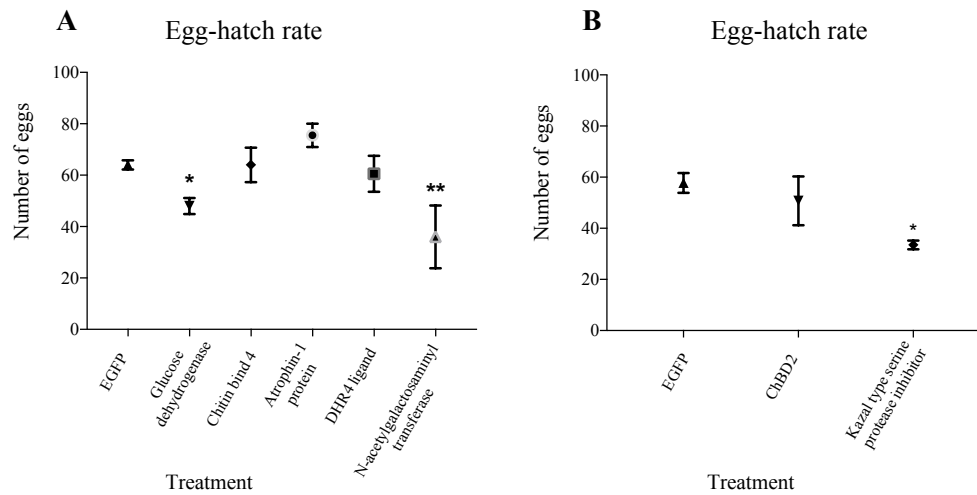 A
Egg-hatch rate
Number of eggs
100
80
60
40
20
0
*
**
EGFP
Glucose
dehydrogenase
Chitin bind 4
Atrophin-1
protein
DHR4 ligand
N-acetylgalactosaminyl
transferase
Treatment
B
Egg-hatch rate
Number of eggs
100
80
60
40
20
0
*
EGFP
ChBD2
Kazal type serine
protease inhibitor
Treatment